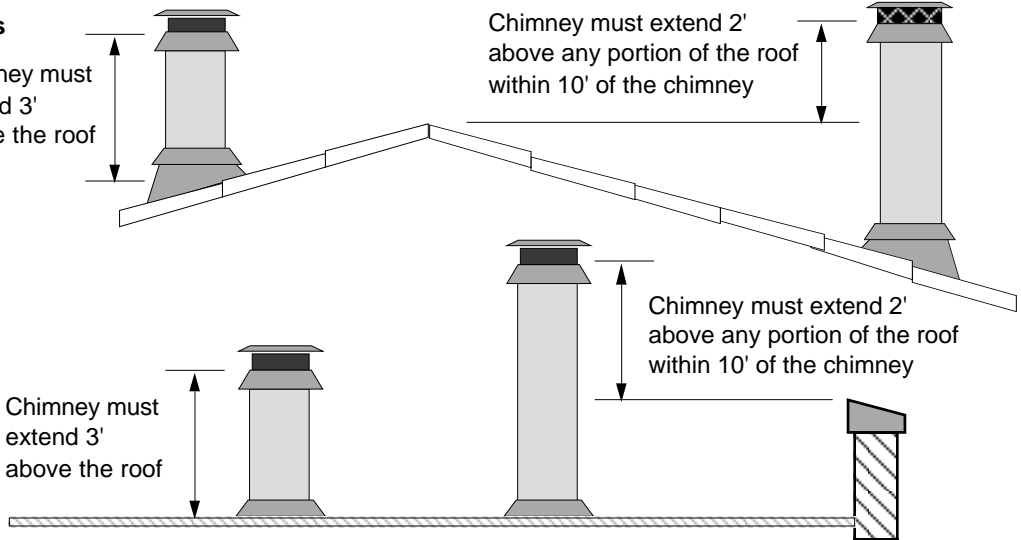 s
ney must
d 3'
e the roof
Chimney must extend 2'
above any portion of the roof
within 10' of the chimney
Chimney must extend 2'
above any portion of the roof
within 10' of the chimney
Chimney must
extend 3'
above the roof